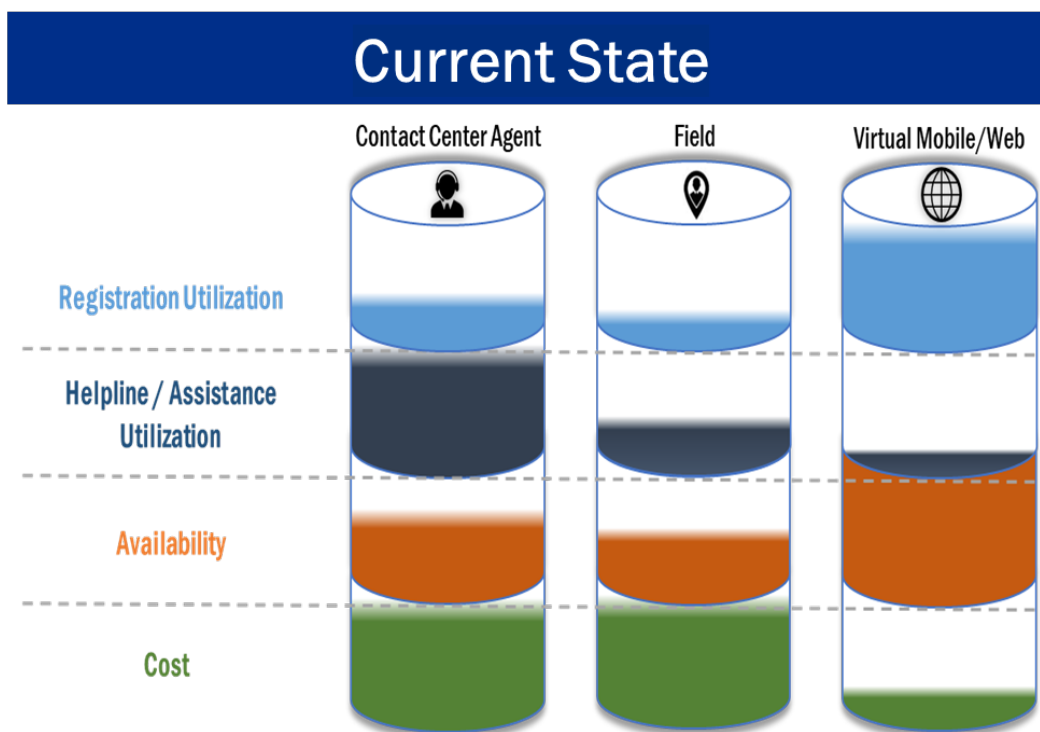 Current State
Contact Center Agent
Field
Virtual Mobile/Web
Registration Utilization
Helpline / Assistance
Utilization
Availability
Cost